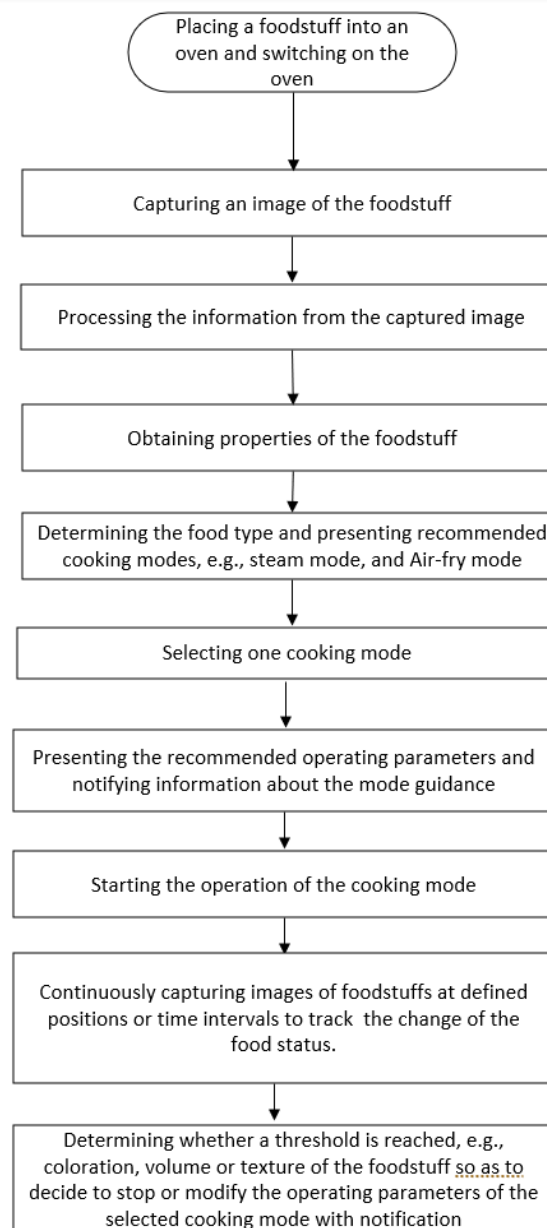 Placing a foodstuff into an
oven and switching on the
oven
Capturing an image of the foodstuff
Processing the information from the captured image
Obtaining properties of the foodstuff
Determining the food type and presenting recommended
cooking modes, e.g., steam mode, and Air-fry mode
Selecting one cooking mode
Presenting the recommended operating parameters and
notifying information about the mode guidance
Starting the operation of the cooking mode
Continuously capturing images of foodstuffs at defined
positions or time intervals to track the change of the
food status.
Determining whether a threshold is reached, e.g.,
coloration, volume or texture of the foodstuff so as to
decide to stop or modify the operating parameters of the
selected cooking mode with notification